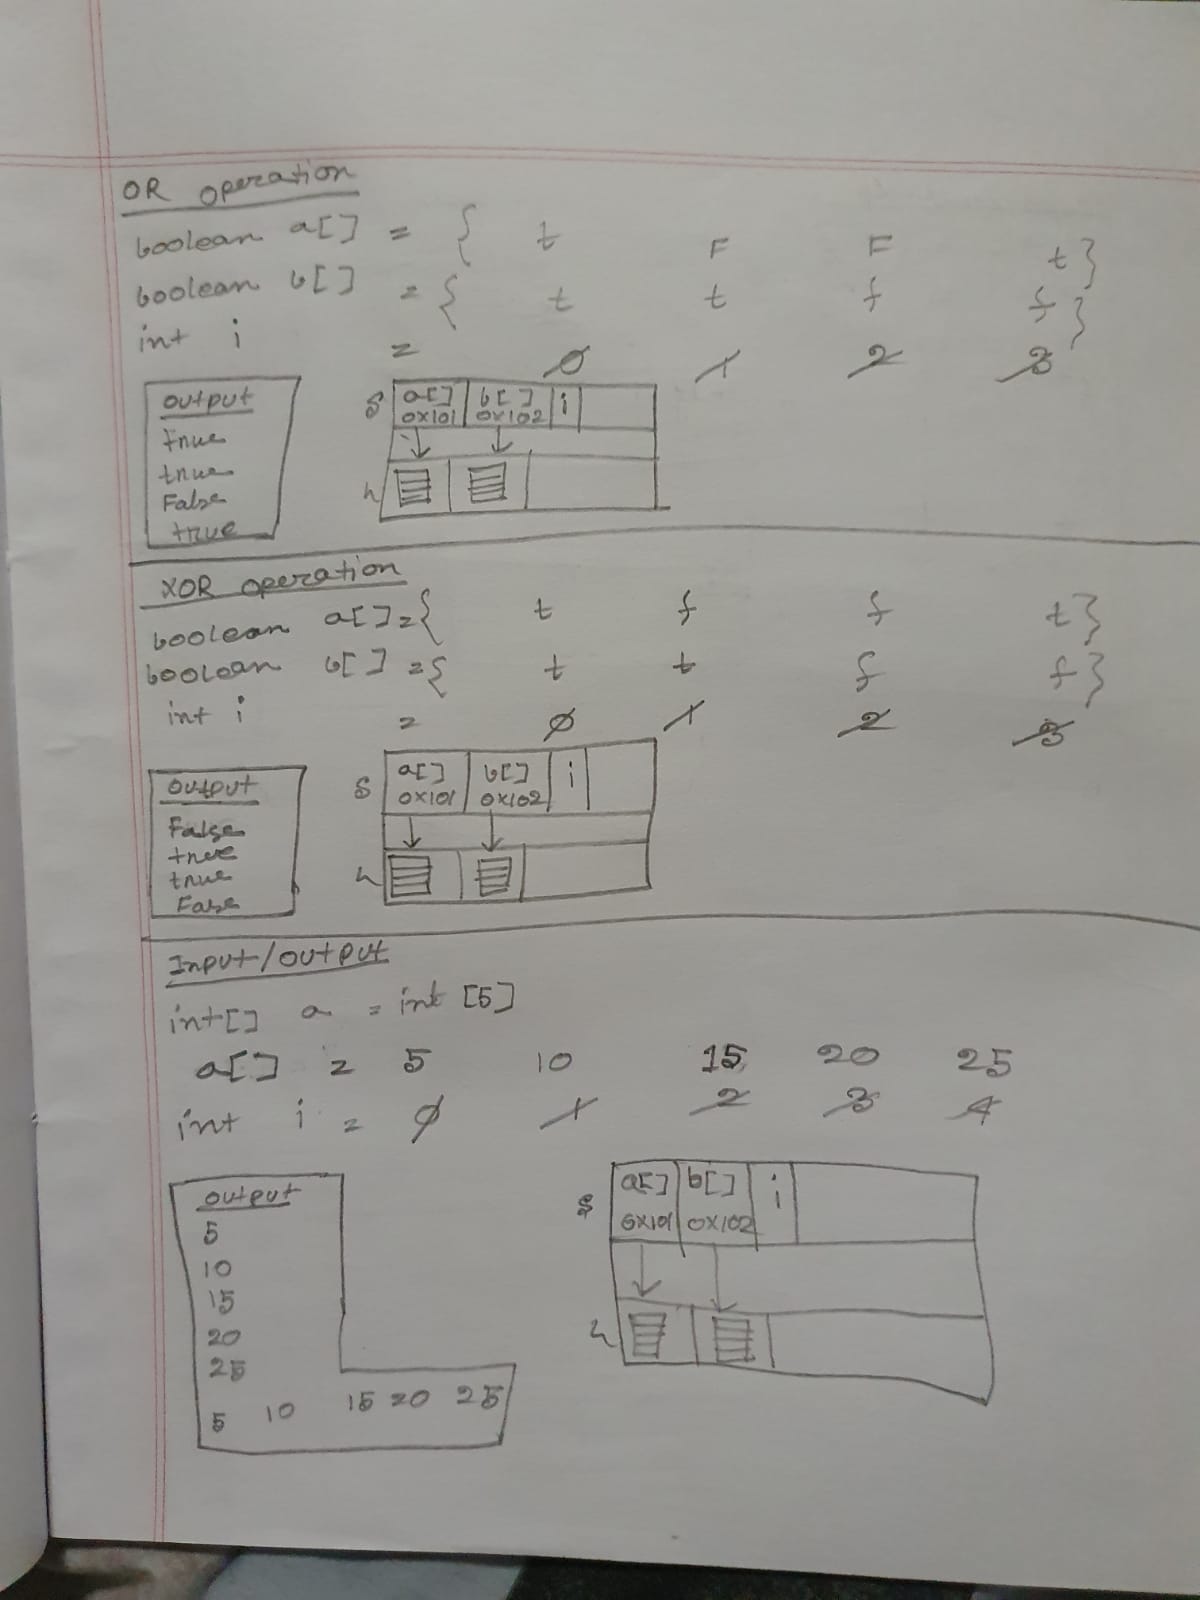 OR operation
boolean a[] = { t F F t}
boolean b[] = { t t f f }
int i = 0 1 2 3
output
true
true
False
true
S a[] b[] i
0x101 0x102
h
XOR operation
boolean a[] = { t f f t}
boolean b[] = { t t f f}
int i = 0 1 2 3
output
False
true
true
False
S a[] b[] i
0x101 0x102
h
Input/output
int[] a = int [5]
a[] = 5 10 15 20 25
int i = 0 1 2 3 4
output
5
10
15
20
25
5 10 15 20 25
S a[] b[] i
0x101 0x102
h